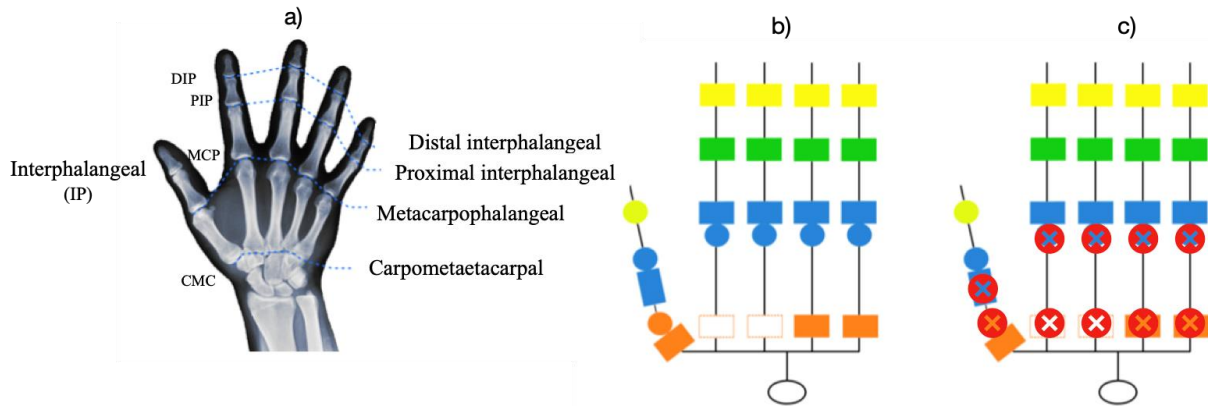 a)
b)
c)
DIP
PIP
MCP
Interphalangeal
(IP)
CMC
Distal interphalangeal
Proximal interphalangeal
Metacarpophalangeal
Carpometaetacarpal